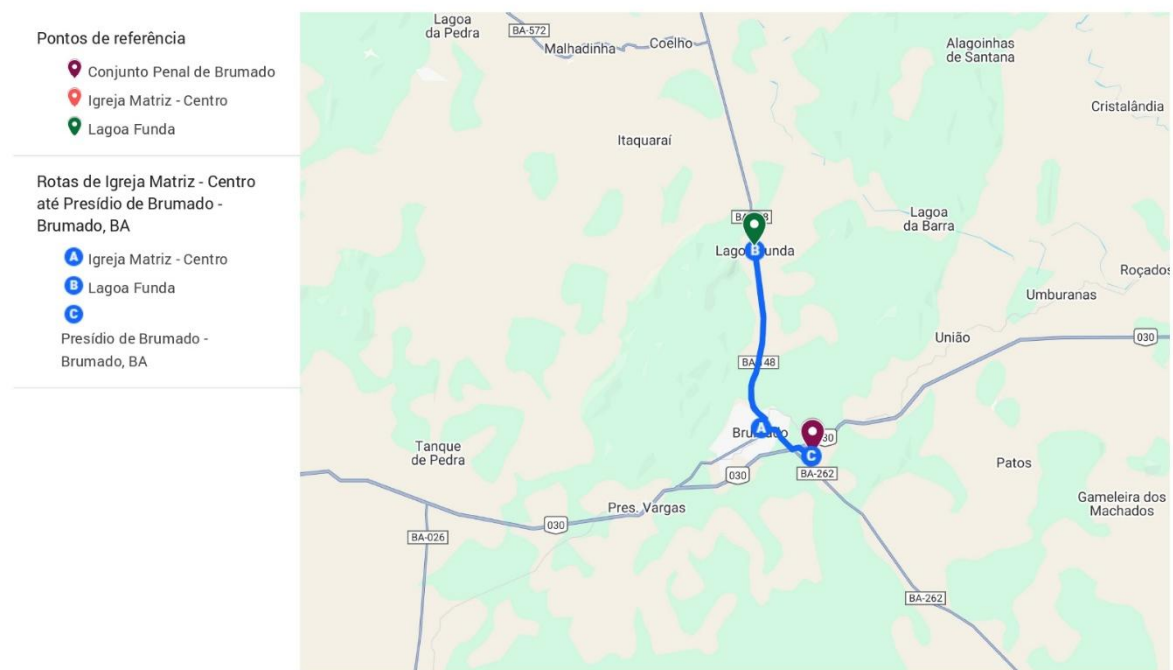 Pontos de referência
Conjunto Penal de Brumado
Igreja Matriz - Centro
Lagoa Funda
Rotas de Igreja Matriz - Centro
até Presídio de Brumado -
Brumado, BA
A Igreja Matriz - Centro
B Lagoa Funda
C
Presídio de Brumado -
Brumado, BA
Lagoa
da Pedra
BA-572
Malhadinha
Coelho
Alagoinhas
de Santana
Cristalândia
Itaquaraí
Lagoa
da Barra
B
Roçados
Umburanas
União
030
Tanque
de Pedra
A
C
030
BA-262
Patos
Pres. Vargas
Gameleira dos
Machados
030
BA-026
BA-262